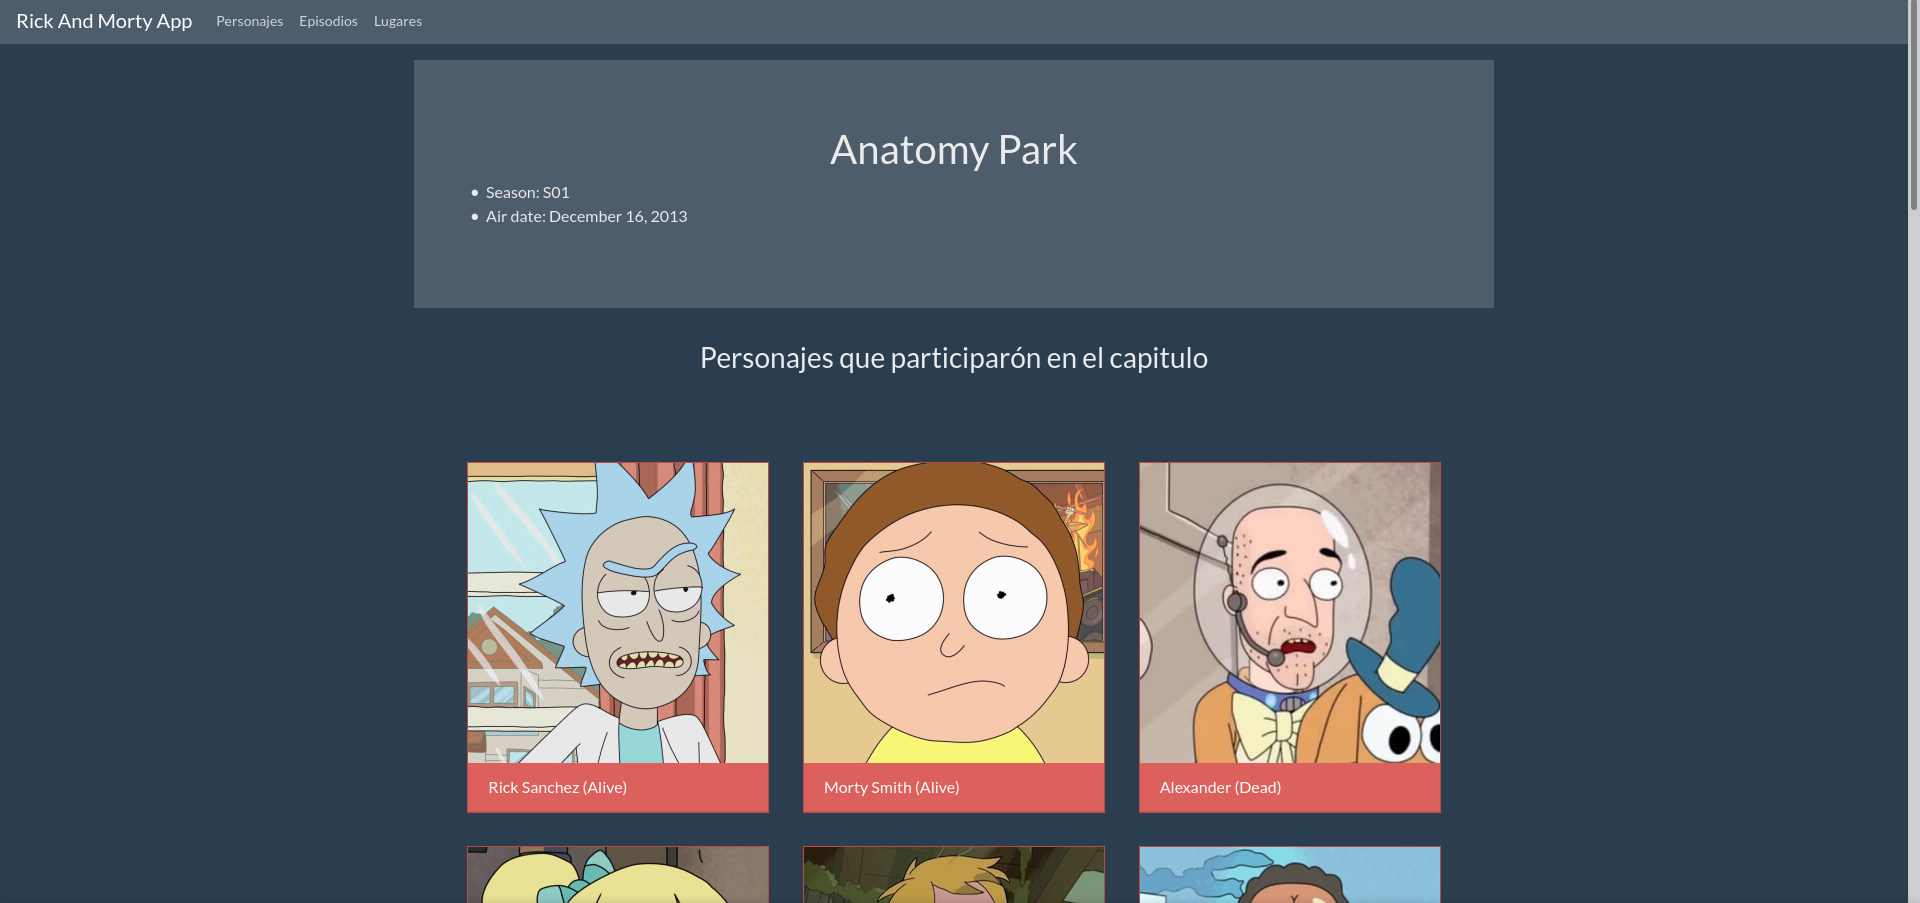 Rick And Morty App Personajes Episodios Lugares
Anatomy Park
• Season: S01
• Air date: December 16, 2013
Personajes que participarón en el capitulo
Rick Sanchez (Alive)
Morty Smith (Alive)
Alexander (Dead)